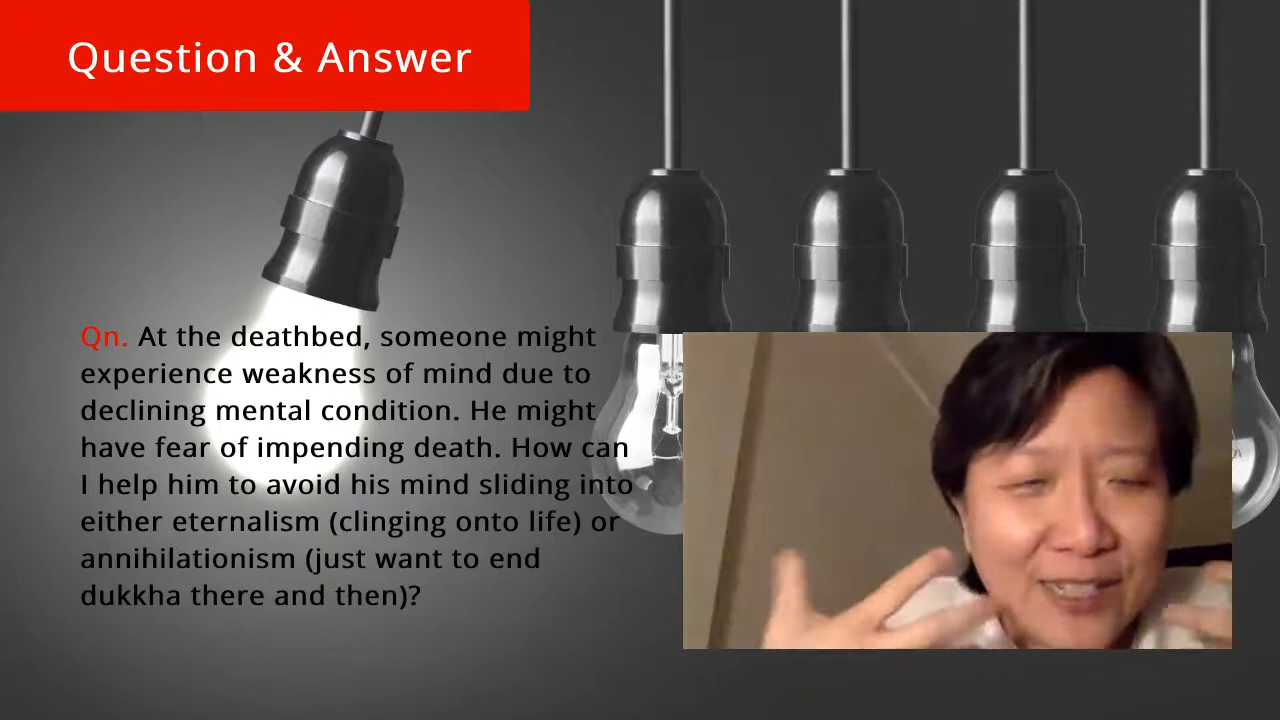 Question & Answer
Qn. At the deathbed, someone might
experience weakness of mind due to
declining mental condition. He might
have fear of impending death. How can
I help him to avoid his mind sliding into
either eternalism (clinging onto life) or
annihilationism (just want to end
dukkha there and then)?